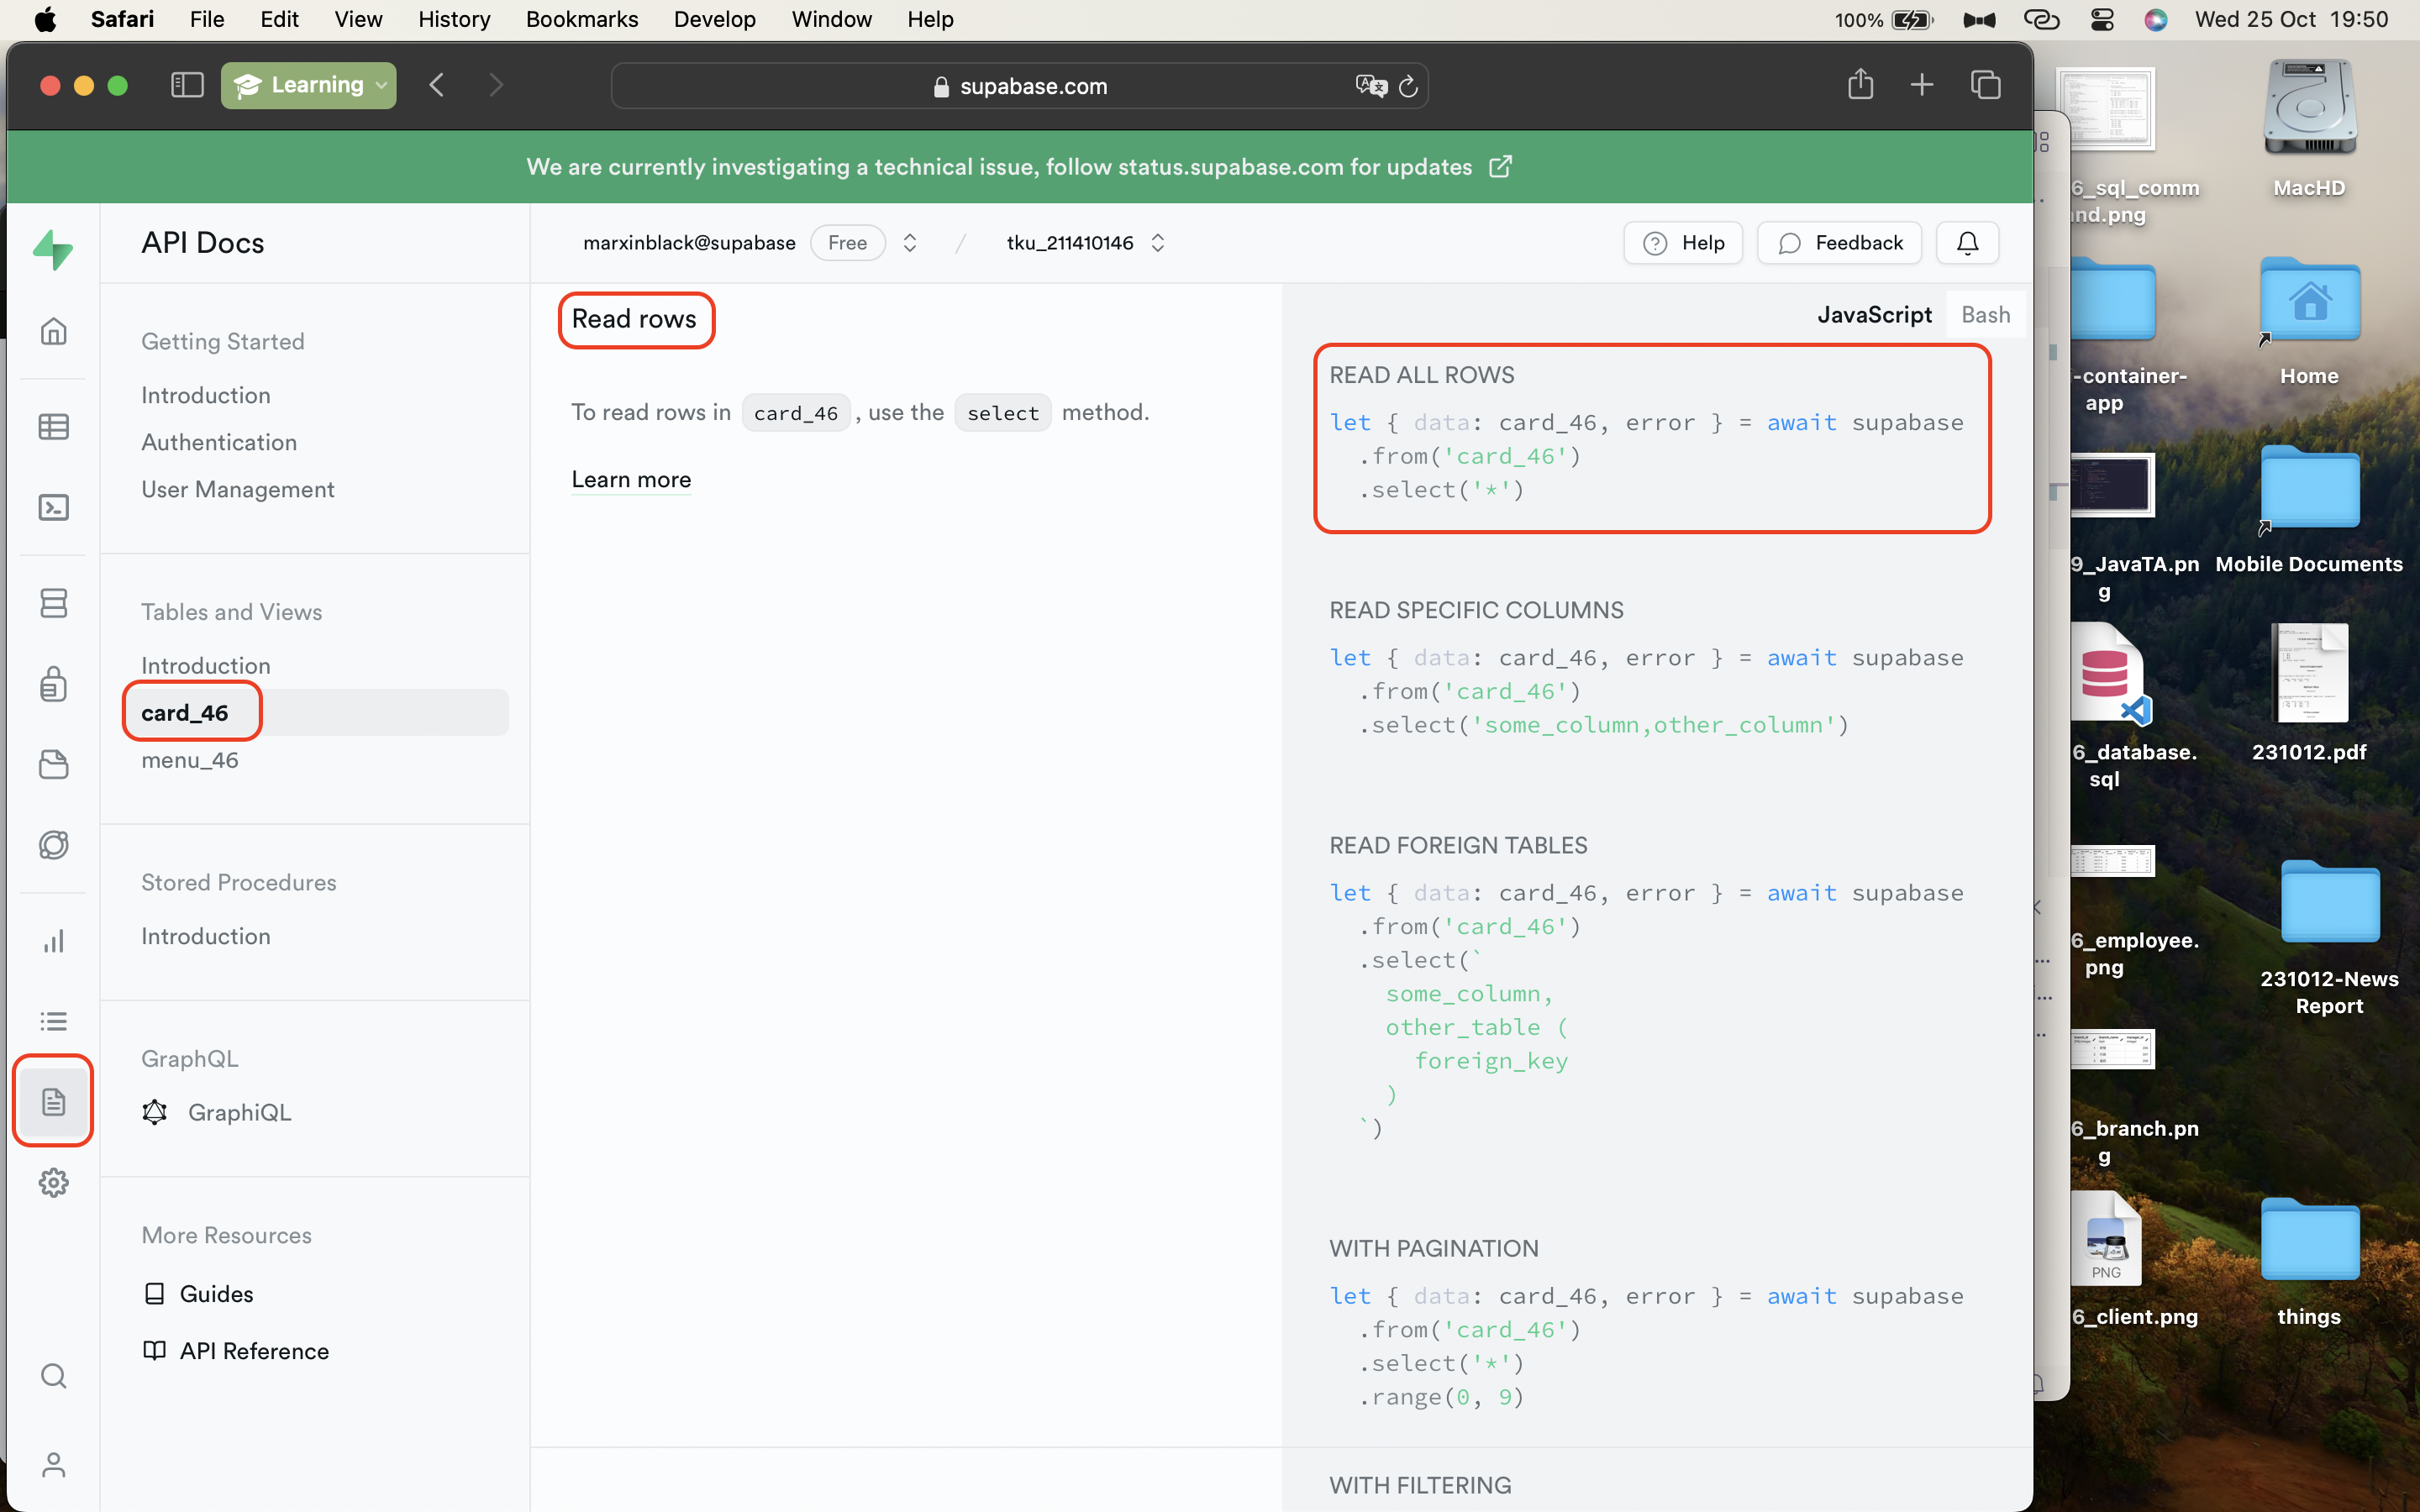 Safari File Edit View History Bookmarks Develop Window Help
100% Wed 25 Oct 19:50
Learning
supabase.com
We are currently investigating a technical issue, follow status.supabase.com for updates
API Docs
marxinblack@supabase Free / tku_211410146
Help Feedback
Getting Started
Introduction
Authentication
User Management
Tables and Views
Introduction
card_46
menu_46
Stored Procedures
Introduction
GraphQL
GraphiQL
More Resources
Guides
API Reference
Read rows
To read rows in card_46 , use the select method.
Learn more
JavaScript Bash
READ ALL ROWS
let { data: card_46, error } = await supabase
.from('card_46')
.select('*')
READ SPECIFIC COLUMNS
let { data: card_46, error } = await supabase
.from('card_46')
.select('some_column,other_column')
READ FOREIGN TABLES
let { data: card_46, error } = await supabase
.from('card_46')
.select(`
some_column,
other_table (
foreign_key
)
`)
WITH PAGINATION
let { data: card_46, error } = await supabase
.from('card_46')
.select('*')
.range(0, 9)
WITH FILTERING
6_sql_comm
nd.png
MacHD
-container-
app
Home
9_JavaTA.pn
g
Mobile Documents
6_database.
sql
231012.pdf
6_employee.
png
231012-News
Report
6_branch.pn
g
PNG
6_client.png
things